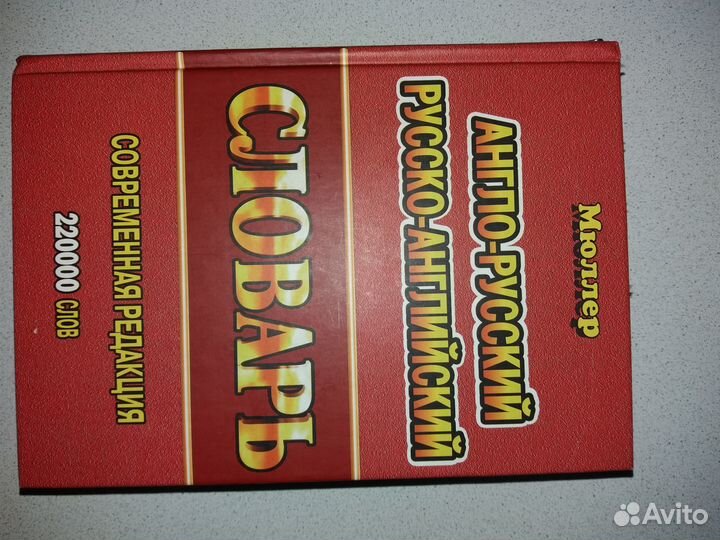 Мюллер
АНГЛО-РУССКИЙ
РУССКО-АНГЛИЙСКИЙ
СЛОВАРЬ
СОВРЕМЕННАЯ РЕДАКЦИЯ
220000 СЛОВ
Avito